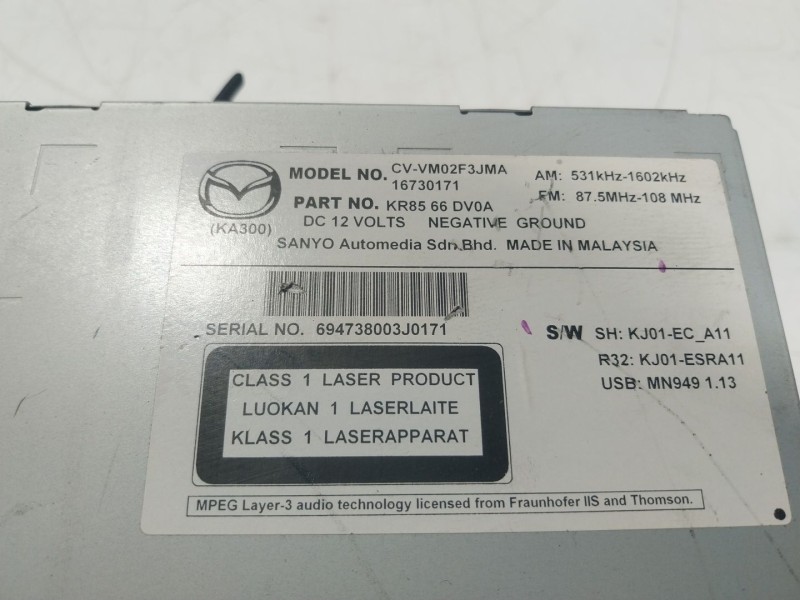 MODEL NO. CV-VM02F3JMA
16730171
PART NO. KR85 66 DV0A
DC 12 VOLTS NEGATIVE GROUND
(KA300)
SANYO Automedia Sdn.Bhd. MADE IN MALAYSIA
AM: 531kHz-1602kHz
FM: 87.5MHz-108 MHz
SERIAL NO. 694738003J0171
S/W SH: KJ01-EC_A11
R32: KJ01-ESRA11
USB: MN949 1.13
CLASS 1 LASER PRODUCT
LUOKAN 1 LASERLAITE
KLASS 1 LASERAPPARAT
MPEG Layer-3 audio technology licensed from Fraunhofer IIS and Thomson.